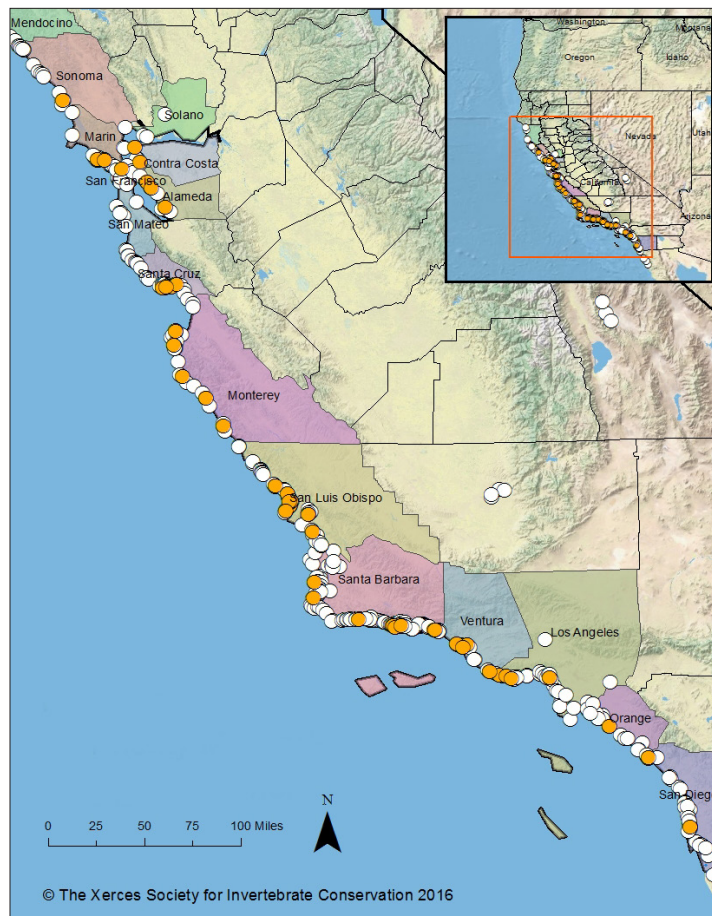 Mendocino
Sonoma
Solano
Marin
Contra Costa
San Francisco
Alameda
San Mateo
Santa Cruz
Monterey
San Luis Obispo
Santa Barbara
Ventura
Los Angeles
Orange
San Diego
Washington
Oregon
Idaho
Nevada
Utah
California
Arizona
N
0 25 50 100 Miles
© The Xerces Society for Invertebrate Conservation 2016